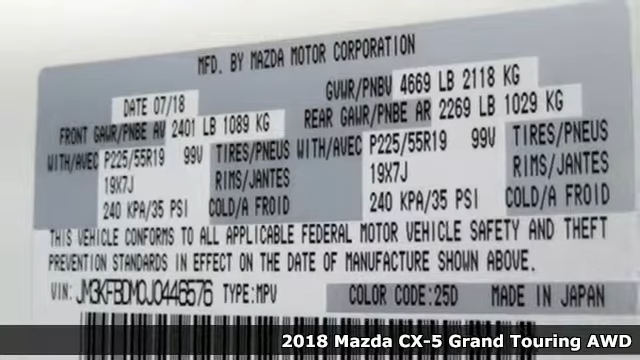 MFD. BY MAZDA MOTOR CORPORATION
DATE 07/18 GVWR/PNBV 4669 LB 2118 KG
FRONT GAWR/PNBE AV 2401 LB 1089 KG REAR GAWR/PNBE AR 2269 LB 1029 KG
WITH/AVEC P225/55R19 99V TIRES/PNEUS WITH/AVEC P225/55R19 99V TIRES/PNEUS
19X7J RIMS/JANTES 19X7J RIMS/JANTES
240 KPA/35 PSI COLD/A FROID 240 KPA/35 PSI COLD/A FROID
THIS VEHICLE CONFORMS TO ALL APPLICABLE FEDERAL MOTOR VEHICLE SAFETY AND THEFT
PREVENTION STANDARDS IN EFFECT ON THE DATE OF MANUFACTURE SHOWN ABOVE.
VIN: JM3KFBDM0J0446576 TYPE:MPV COLOR CODE:25D MADE IN JAPAN
2018 Mazda CX-5 Grand Touring AWD